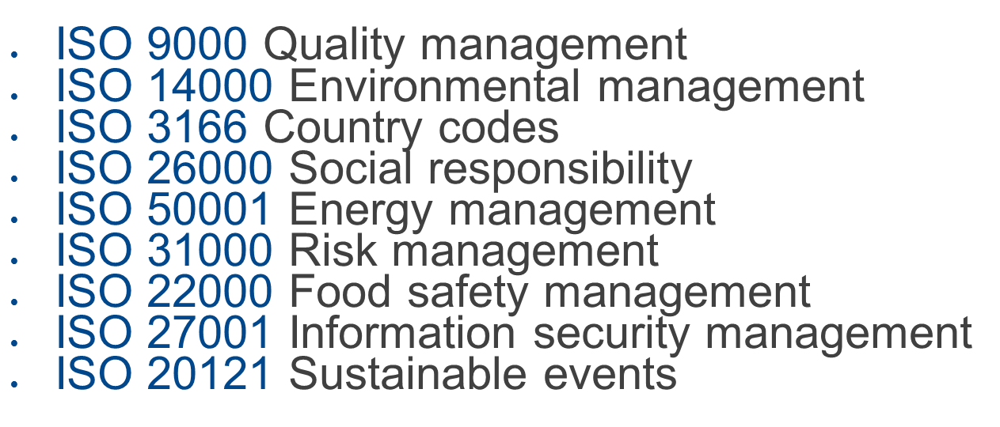 • ISO 9000 Quality management
• ISO 14000 Environmental management
• ISO 3166 Country codes
• ISO 26000 Social responsibility
• ISO 50001 Energy management
• ISO 31000 Risk management
• ISO 22000 Food safety management
• ISO 27001 Information security management
• ISO 20121 Sustainable events